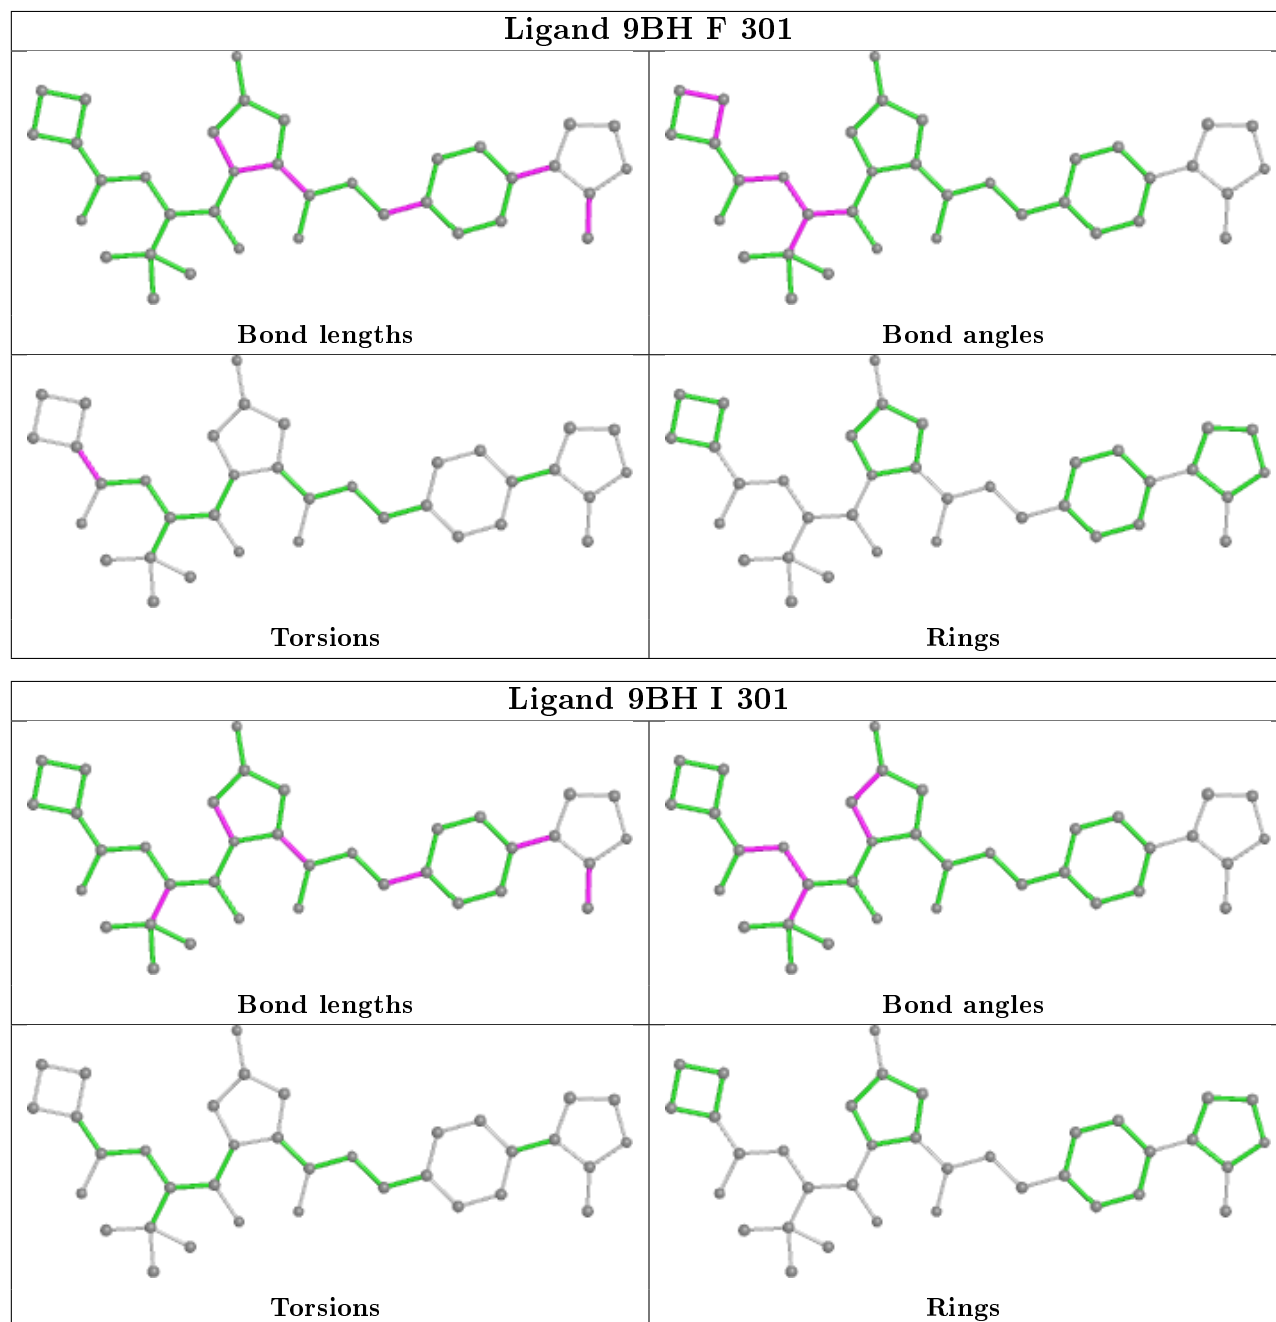 Ligand 9BH F 301
Bond lengths
Bond angles
Torsions
Rings
Ligand 9BH I 301
Bond lengths
Bond angles
Torsions
Rings